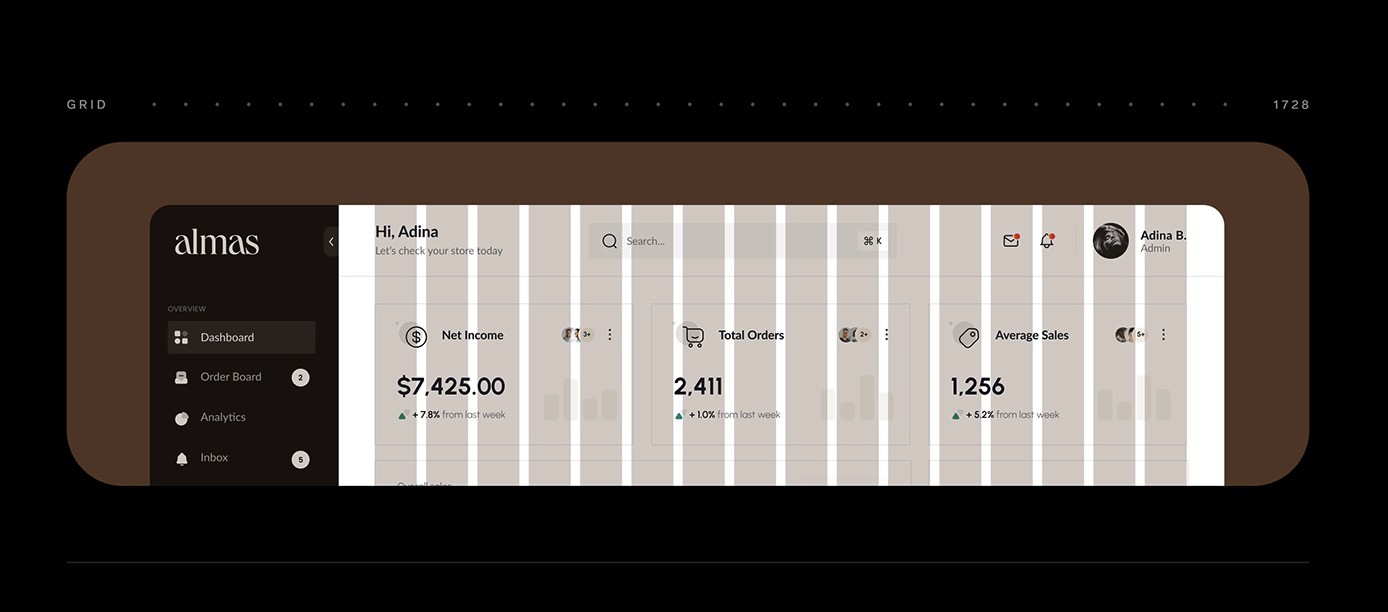 GRID
1728
almas
Hi, Adina
Let's check your store today
Search...
⌘ K
Adina B.
Admin
OVERVIEW
Dashboard
Order Board
2
Analytics
Inbox
5
Net Income
3+
$7,425.00
+ 7.8% from last week
Total Orders
2+
2,411
+ 1.0% from last week
Average Sales
5+
1,256
+ 5.2% from last week
Overall sales